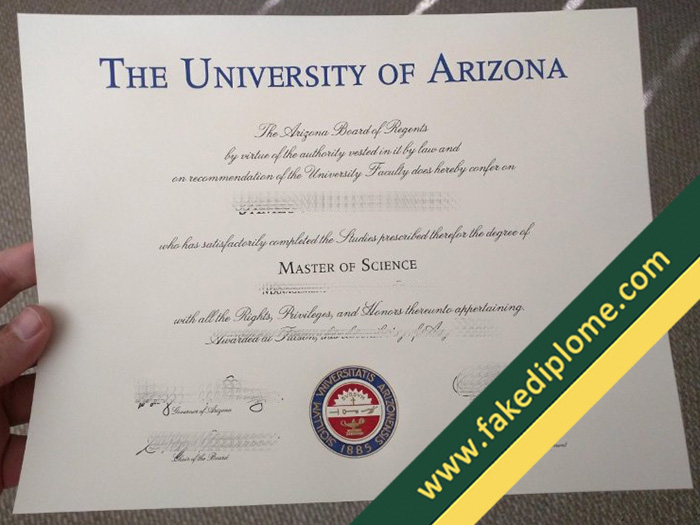 THE UNIVERSITY OF ARIZONA
The Arizona Board of Regents
by virtue of the authority vested in it by law and
on recommendation of the University Faculty does hereby confer on
who has satisfactorily completed the Studies prescribed therefor the degree of
MASTER OF SCIENCE
with all the Rights, Privileges, and Honors thereunto appertaining.
Awarded at
Governor of Arizona
Chair of the Board
SIGILLUM UNIVERSITATIS ARIZONENSIS
1885
www.fakediplome.com